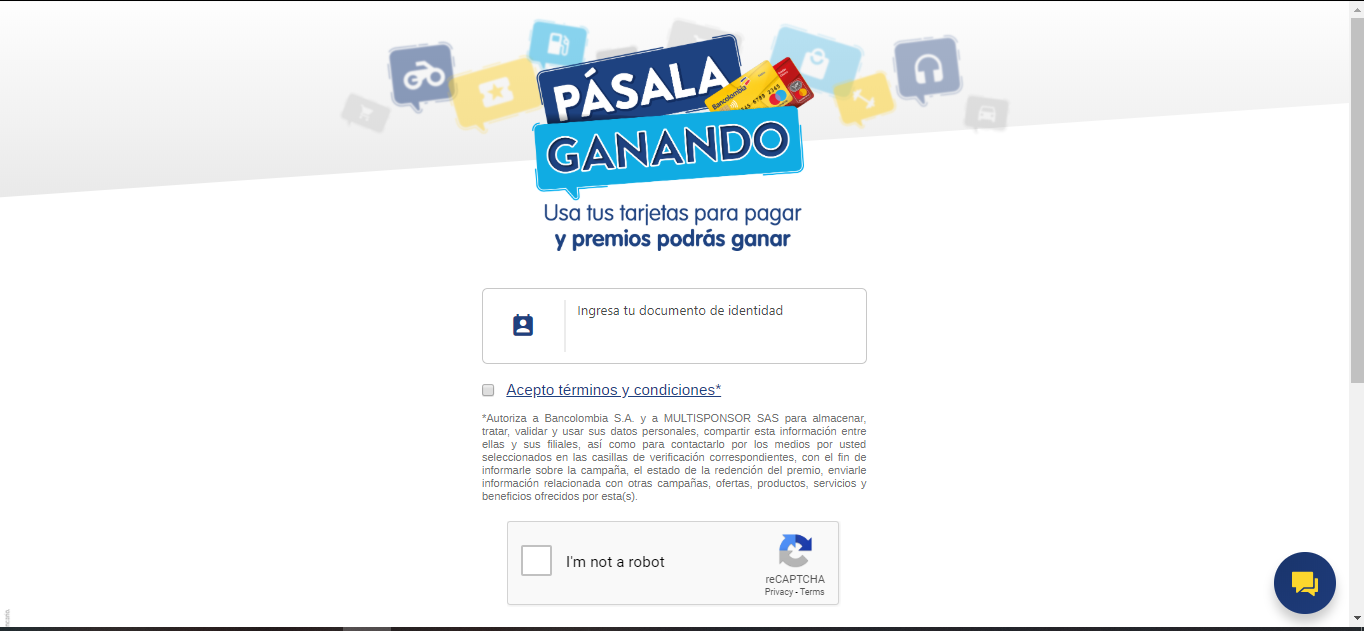 PÁSALA
Bancolombia
GANANDO
Usa tus tarjetas para pagar
y premios podrás ganar
Ingresa tu documento de identidad
Acepto términos y condiciones*
*Autoriza a Bancolombia S.A. y a MULTISPONSOR SAS para almacenar,
tratar, validar y usar sus datos personales, compartir esta información entre
ellas y sus filiales, así como para contactarlo por los medios por usted
seleccionados en las casillas de verificación correspondientes, con el fin de
informarle sobre la campaña, el estado de la redención del premio, enviarle
información relacionada con otras campañas, ofertas, productos, servicios y
beneficios ofrecidos por esta(s).
I'm not a robot
reCAPTCHA
Privacy - Terms